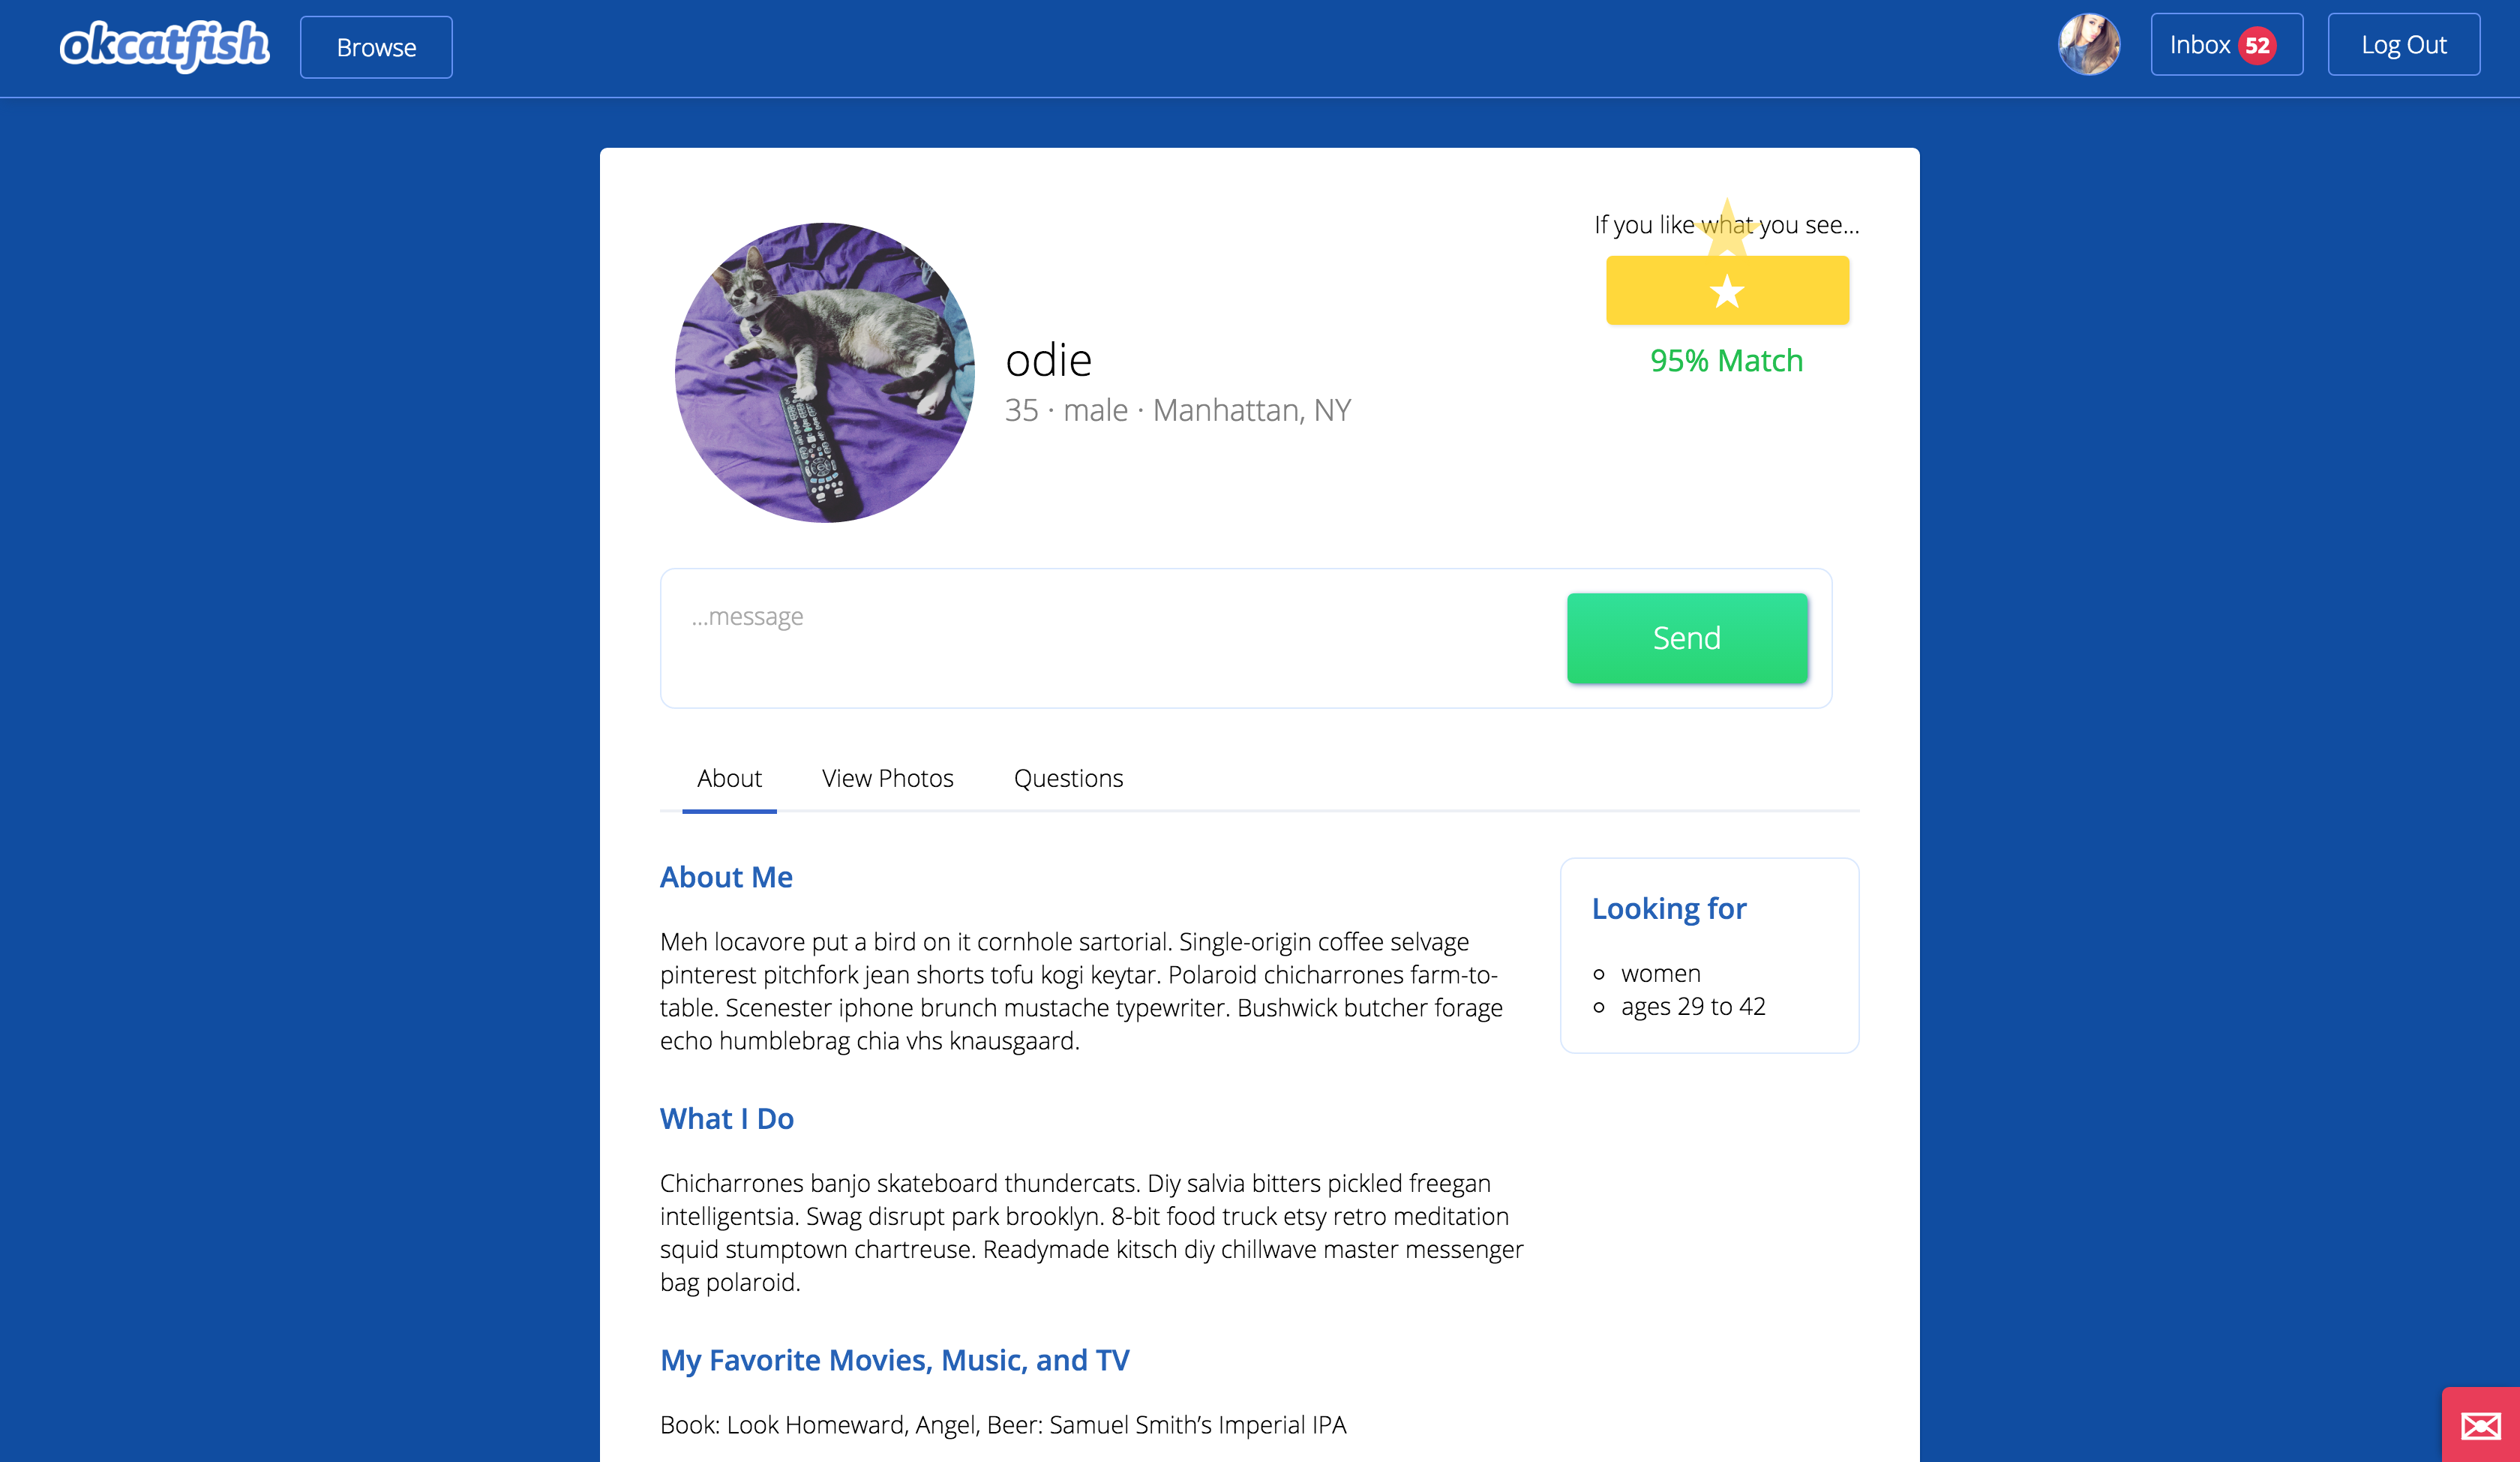 okcatfish
Browse
Inbox 52
Log Out
If you like what you see...
odie
35 · male · Manhattan, NY
95% Match
...message
Send
About
View Photos
Questions
About Me
Meh locavore put a bird on it cornhole sartorial. Single-origin coffee selvage
pinterest pitchfork jean shorts tofu kogi keytar. Polaroid chicharrones farm-to-
table. Scenester iphone brunch mustache typewriter. Bushwick butcher forage
echo humblebrag chia vhs knausgaard.
Looking for
women
ages 29 to 42
What I Do
Chicharrones banjo skateboard thundercats. Diy salvia bitters pickled freegan
intelligentsia. Swag disrupt park brooklyn. 8-bit food truck etsy retro meditation
squid stumptown chartreuse. Readymade kitsch diy chillwave master messenger
bag polaroid.
My Favorite Movies, Music, and TV
Book: Look Homeward, Angel, Beer: Samuel Smith’s Imperial IPA